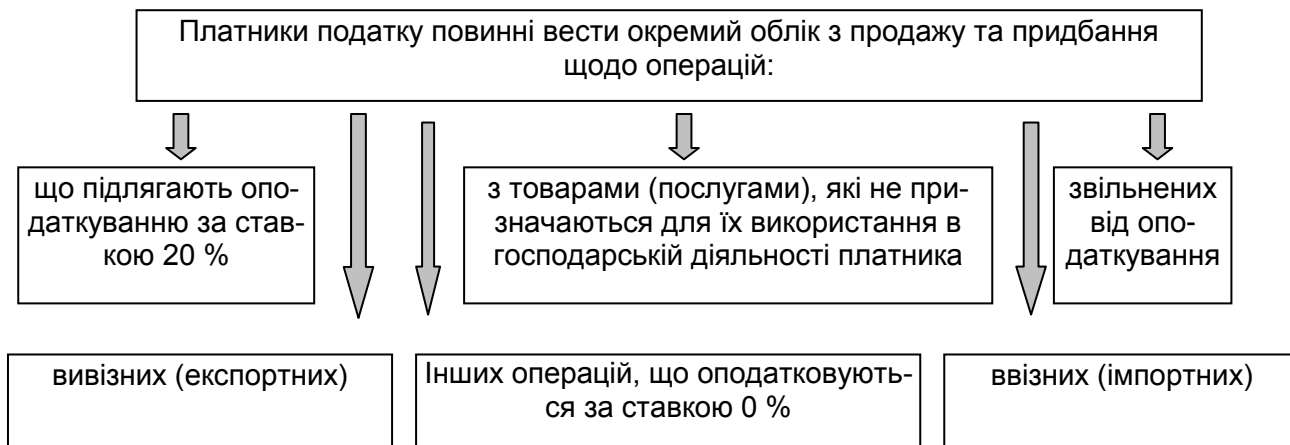 Платники податку повинні вести окремий облік з продажу та придбання
щодо операцій:
що підлягають опо-
даткуванню за став-
кою 20 %
з товарами (послугами), які не при-
значаються для їх використання в
господарській діяльності платника
звільнених
від опо-
даткування
вивізних (експортних)
Інших операцій, що оподатковують-
ся за ставкою 0 %
ввізних (імпортних)